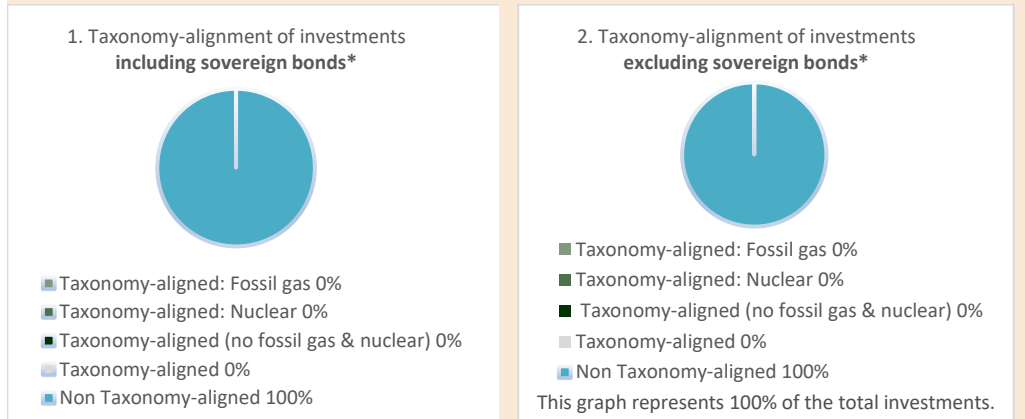 1. Taxonomy-alignment of investments
including sovereign bonds*
Taxonomy-aligned: Fossil gas 0%
Taxonomy-aligned: Nuclear 0%
Taxonomy-aligned (no fossil gas & nuclear) 0%
Taxonomy-aligned 0%
Non Taxonomy-aligned 100%
2. Taxonomy-alignment of investments
excluding sovereign bonds*
Taxonomy-aligned: Fossil gas 0%
Taxonomy-aligned: Nuclear 0%
Taxonomy-aligned (no fossil gas & nuclear) 0%
Taxonomy-aligned 0%
Non Taxonomy-aligned 100%
This graph represents 100% of the total investments.